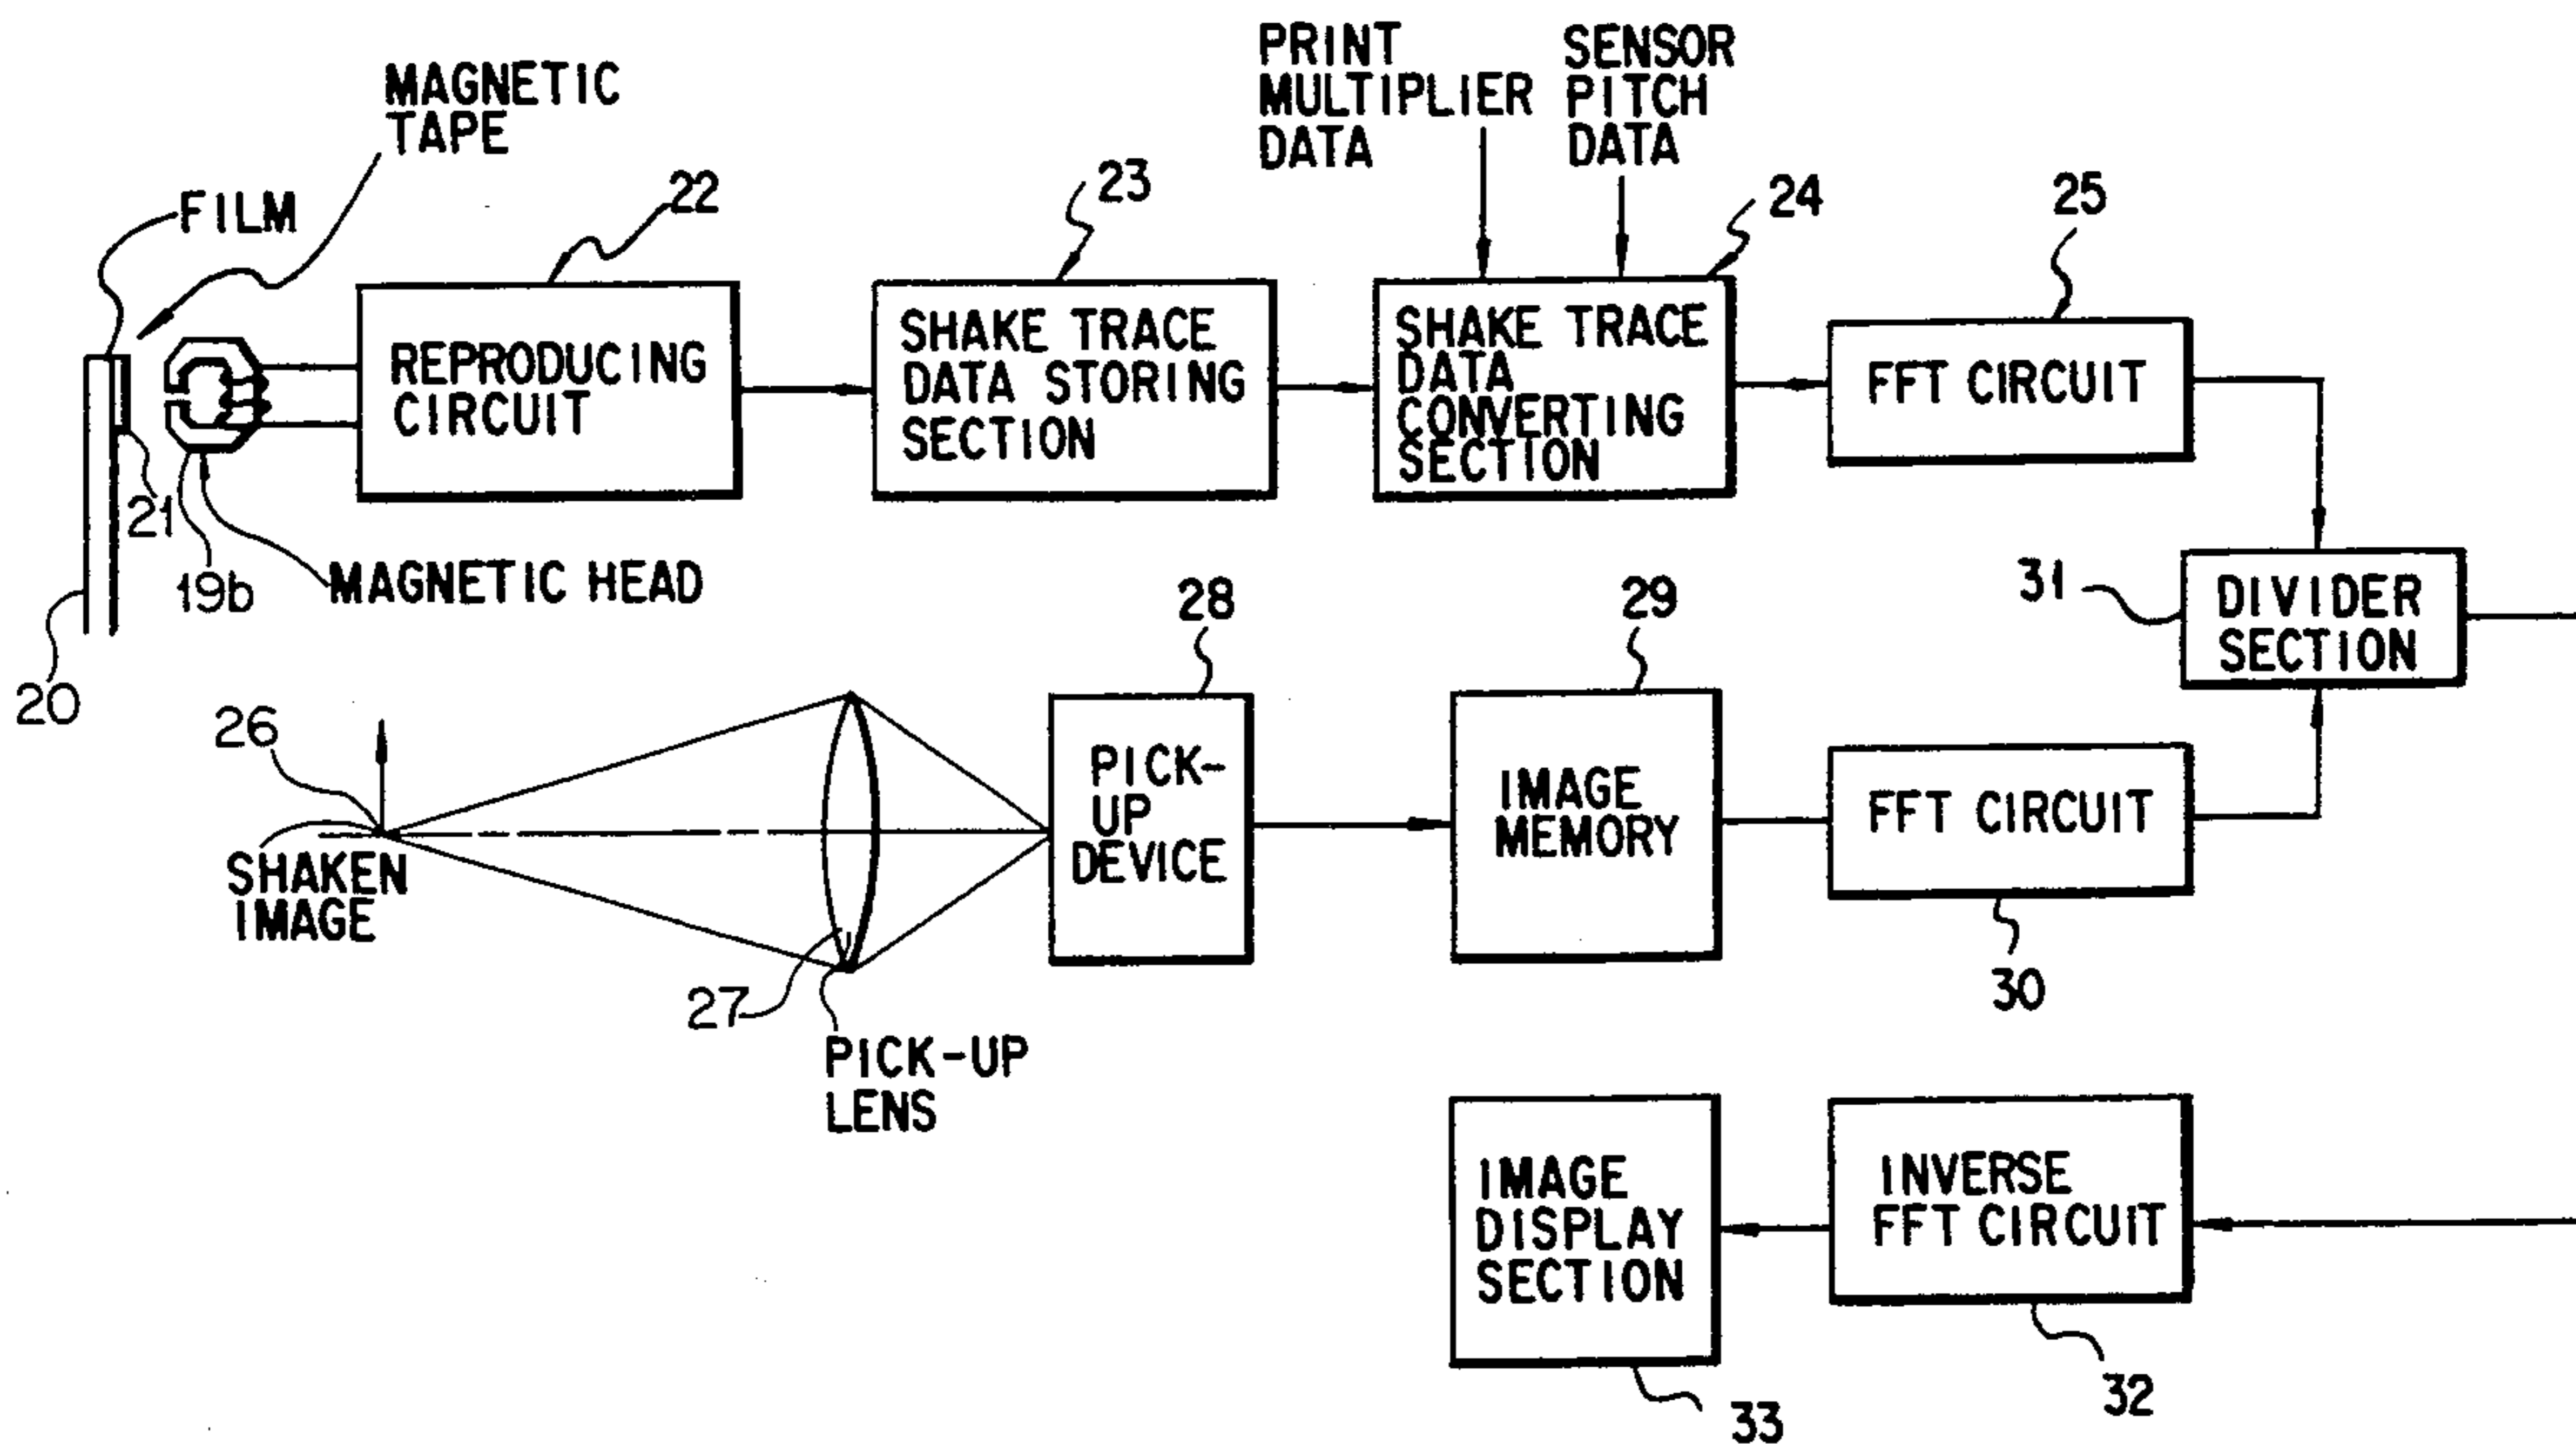 PRINT
MULTIPLIER
DATA
SENSOR
PITCH
DATA
MAGNETIC
TAPE
FILM
22
23
24
25
REPRODUCING
CIRCUIT
SHAKE TRACE
DATA STORING
SECTION
SHAKE TRACE
DATA
CONVERTING
SECTION
FFT CIRCUIT
21
19b
MAGNETIC HEAD
20
31
DIVIDER
SECTION
26
SHAKEN
IMAGE
27
PICK-UP
LENS
28
PICK-
UP
DEVICE
29
IMAGE
MEMORY
FFT CIRCUIT
30
IMAGE
DISPLAY
SECTION
33
INVERSE
FFT CIRCUIT
32